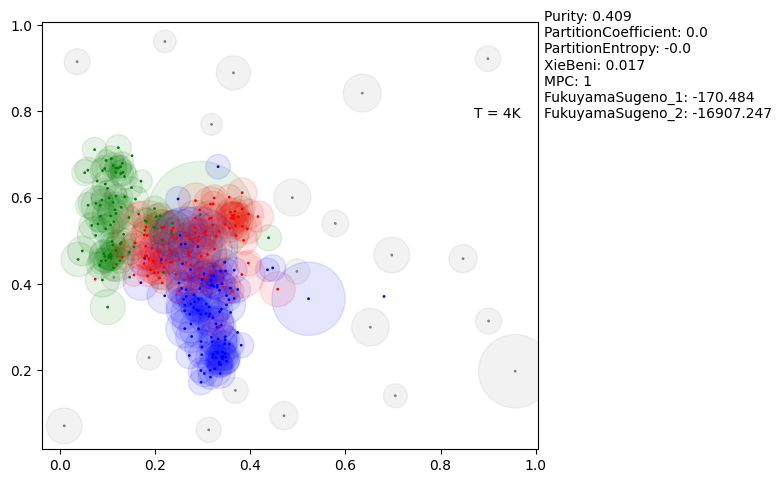 Purity: 0.409
PartitionCoefficient: 0.0
PartitionEntropy: -0.0
XieBeni: 0.017
MPC: 1
FukuyamaSugeno_1: -170.484
FukuyamaSugeno_2: -16907.247
T = 4K
1.0
0.8
0.6
0.4
0.2
0.0 0.2 0.4 0.6 0.8 1.0